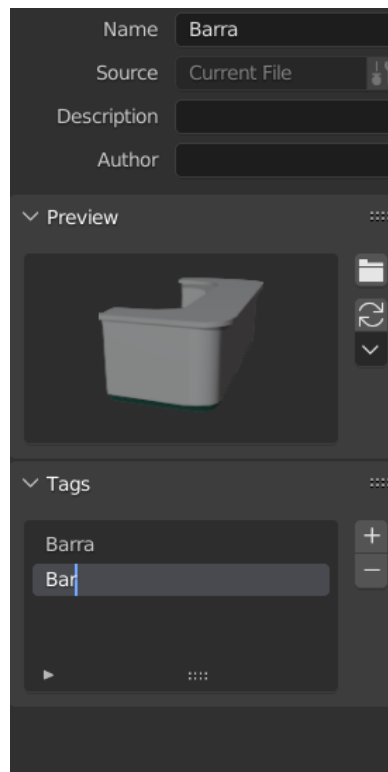 Name Barra
Source Current File
Description
Author
Preview
Tags
Barra
Bar